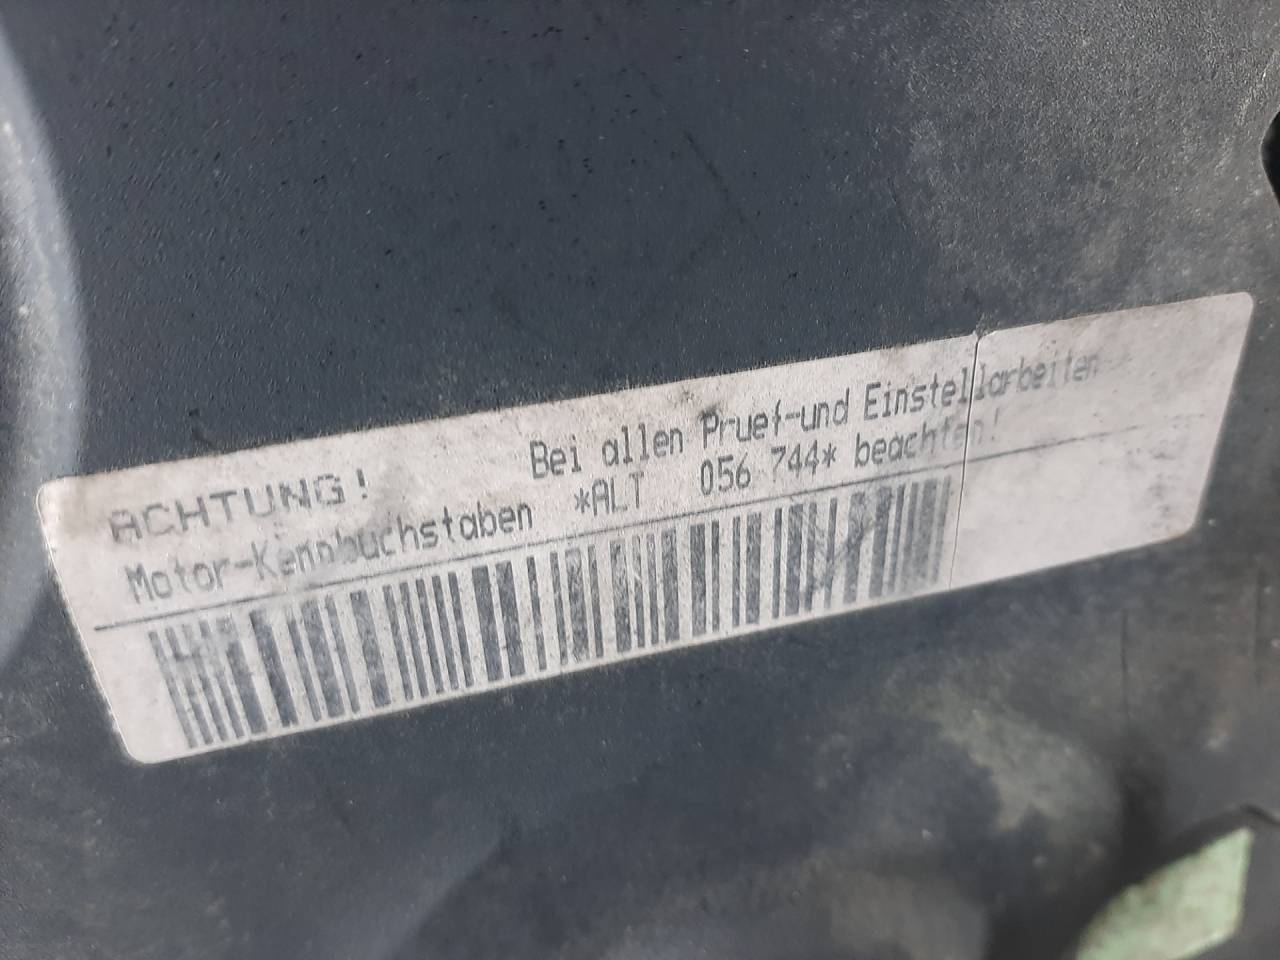 ACHTUNG! Bei allen Pruef-und Einstellarbeiten
Motor-Kennbuchstaben *ALT 056 744* beachten!